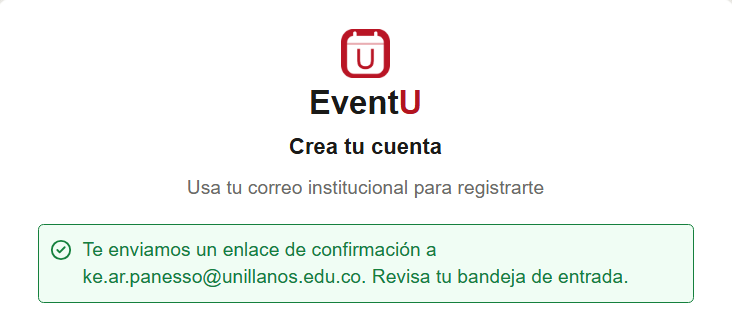 U
EventU
Crea tu cuenta
Usa tu correo institucional para registrarte
Te enviamos un enlace de confirmación a
ke.ar.panesso@unillanos.edu.co. Revisa tu bandeja de entrada.